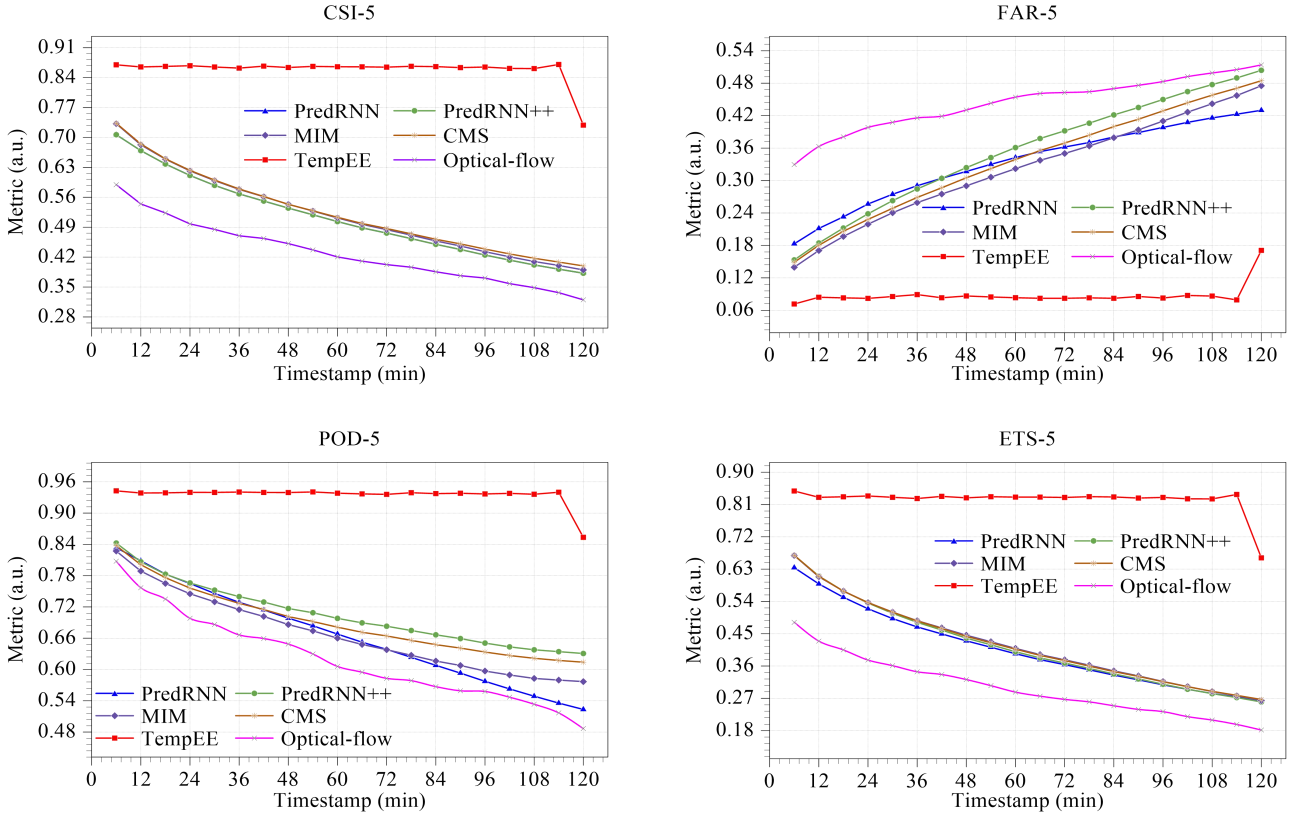 CSI-5
Metric (a.u.)
0.91
0.84
0.77
0.70
0.63
0.56
0.49
0.42
0.35
0.28
PredRNN PredRNN++
MIM CMS
TempEE Optical-flow
0 12 24 36 48 60 72 84 96 108 120
Timestamp (min)
FAR-5
Metric (a.u.)
0.54
0.48
0.42
0.36
0.30
0.24
0.18
0.12
0.06
PredRNN PredRNN++
MIM CMS
TempEE Optical-flow
0 12 24 36 48 60 72 84 96 108 120
Timestamp (min)
POD-5
Metric (a.u.)
0.96
0.90
0.84
0.78
0.72
0.66
0.60
0.54
0.48
PredRNN PredRNN++
MIM CMS
TempEE Optical-flow
0 12 24 36 48 60 72 84 96 108 120
Timestamp (min)
ETS-5
Metric (a.u.)
0.90
0.81
0.72
0.63
0.54
0.45
0.36
0.27
0.18
PredRNN PredRNN++
MIM CMS
TempEE Optical-flow
0 12 24 36 48 60 72 84 96 108 120
Timestamp (min)